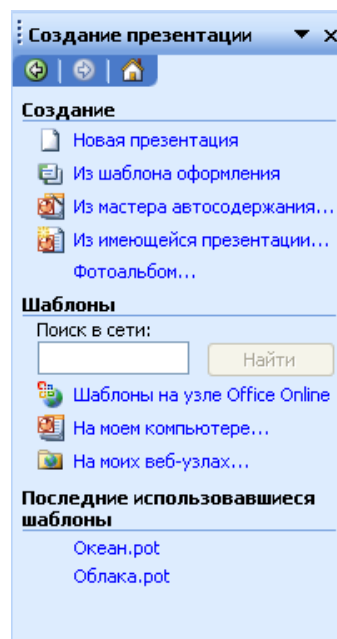 Создание презентации
Создание
Новая презентация
Из шаблона оформления
Из мастера автосодержания...
Из имеющейся презентации...
Фотоальбом...
Шаблоны
Поиск в сети:
Найти
Шаблоны на узле Office Online
На моем компьютере...
На моих веб-узлах...
Последние использовавшиеся
шаблоны
Океан.pot
Облака.pot